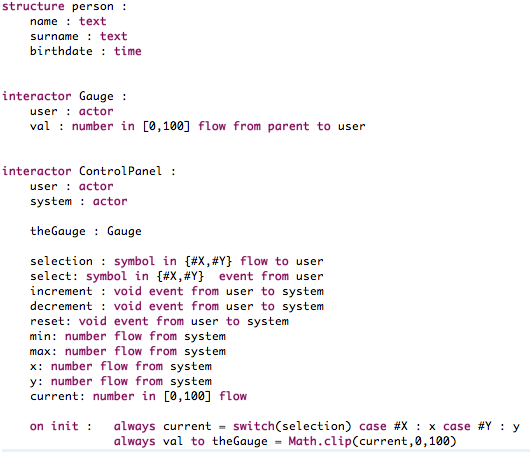 structure person :
name : text
surname : text
birthdate : time
interactor Gauge :
user : actor
val : number in [0,100] flow from parent to user
interactor ControlPanel :
user : actor
system : actor
theGauge : Gauge
selection : symbol in {#X,#Y} flow to user
select: symbol in {#X,#Y}  event from user
increment : void event from user to system
decrement : void event from user to system
reset: void event from user to system
min: number flow from system
max: number flow from system
x: number flow from system
y: number flow from system
current: number in [0,100] flow
on init :   always current = switch(selection) case #X : x case #Y : y
always val to theGauge = Math.clip(current,0,100)